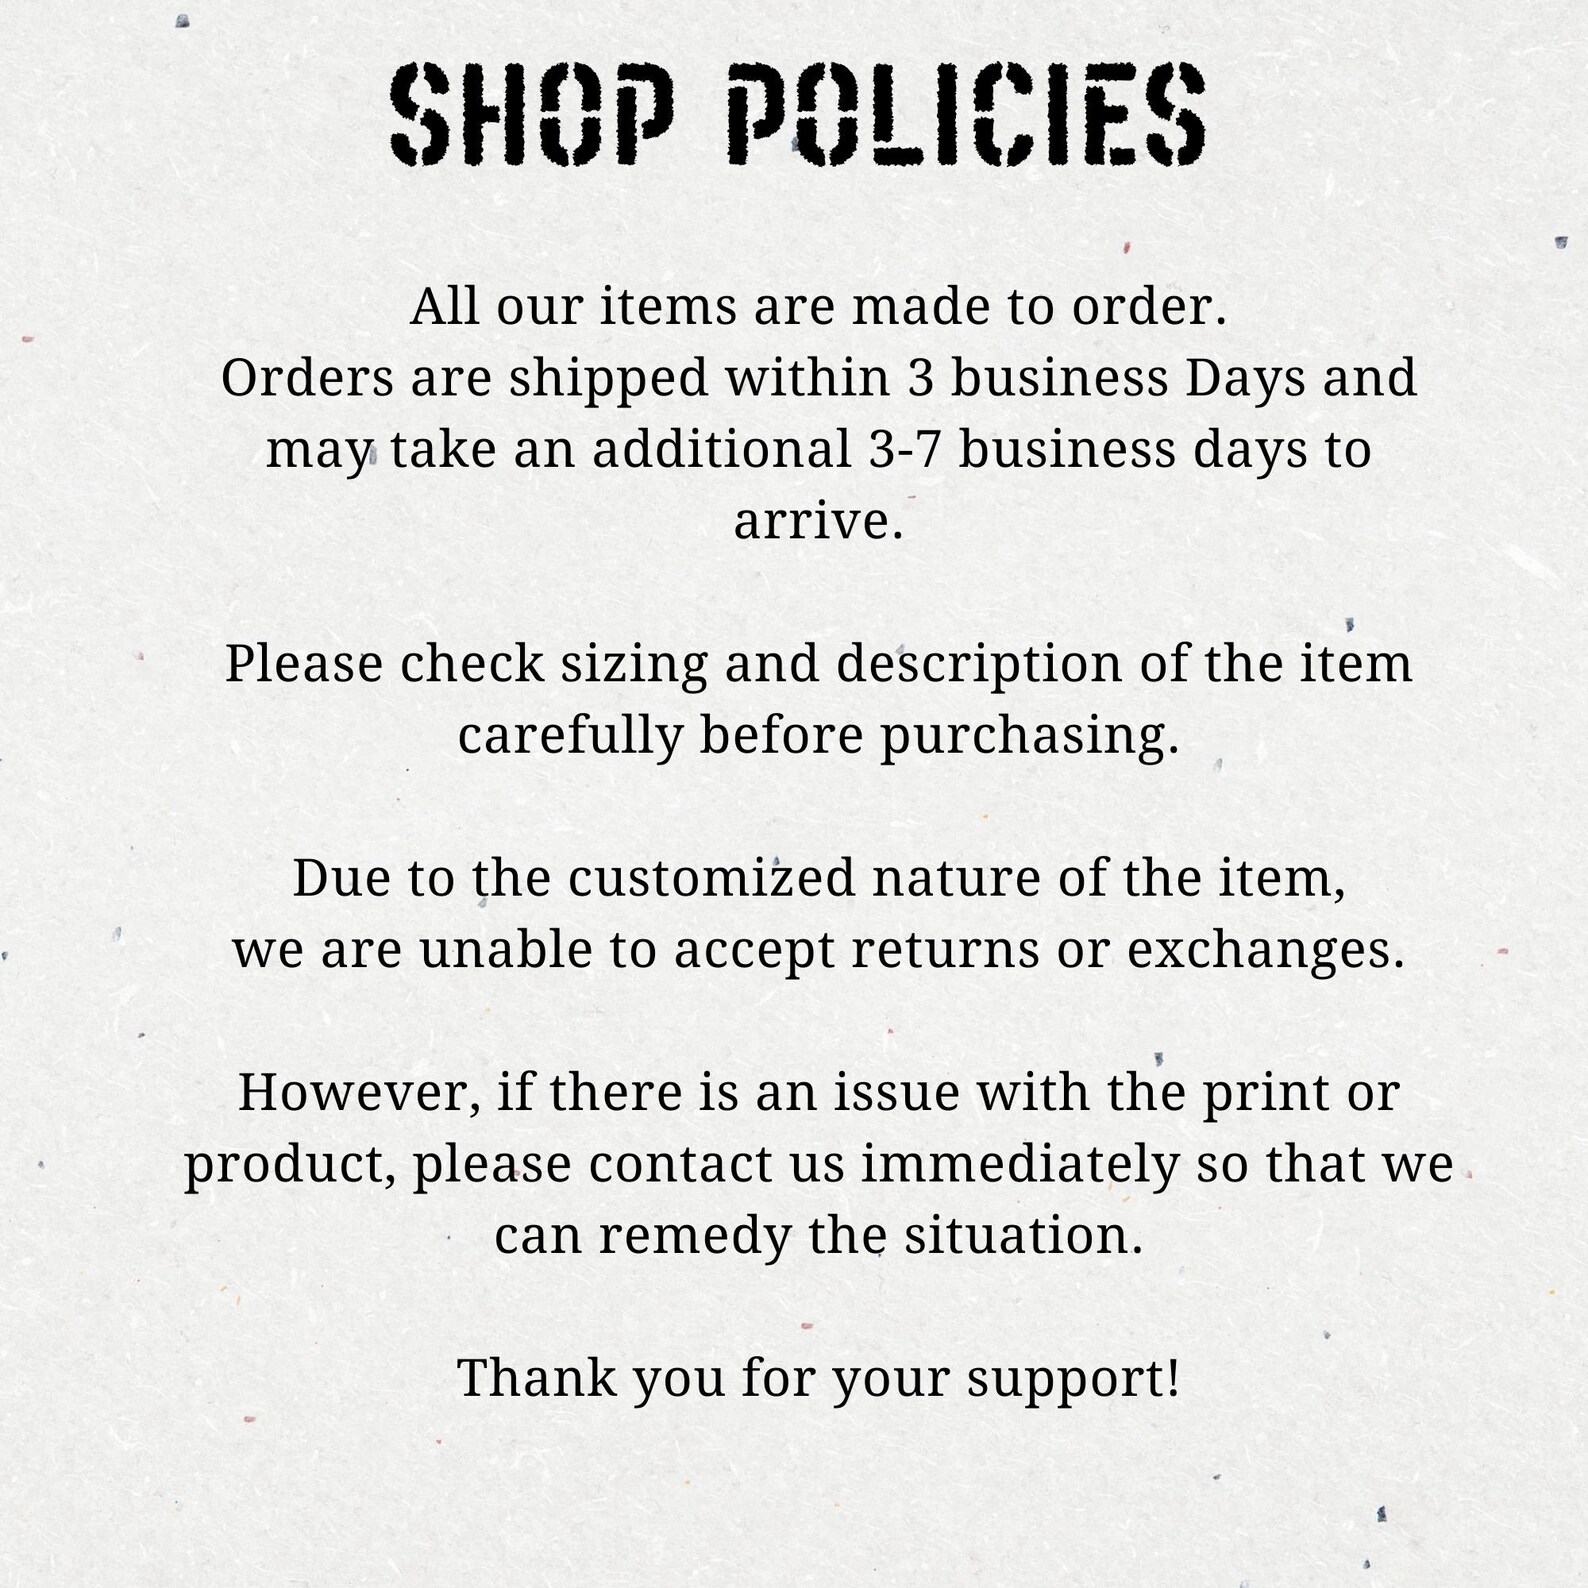 SHOP POLICIES
All our items are made to order.
Orders are shipped within 3 business Days and
may take an additional 3-7 business days to
arrive.
Please check sizing and description of the item
carefully before purchasing.
Due to the customized nature of the item,
we are unable to accept returns or exchanges.
However, if there is an issue with the print or
product, please contact us immediately so that we
can remedy the situation.
Thank you for your support!